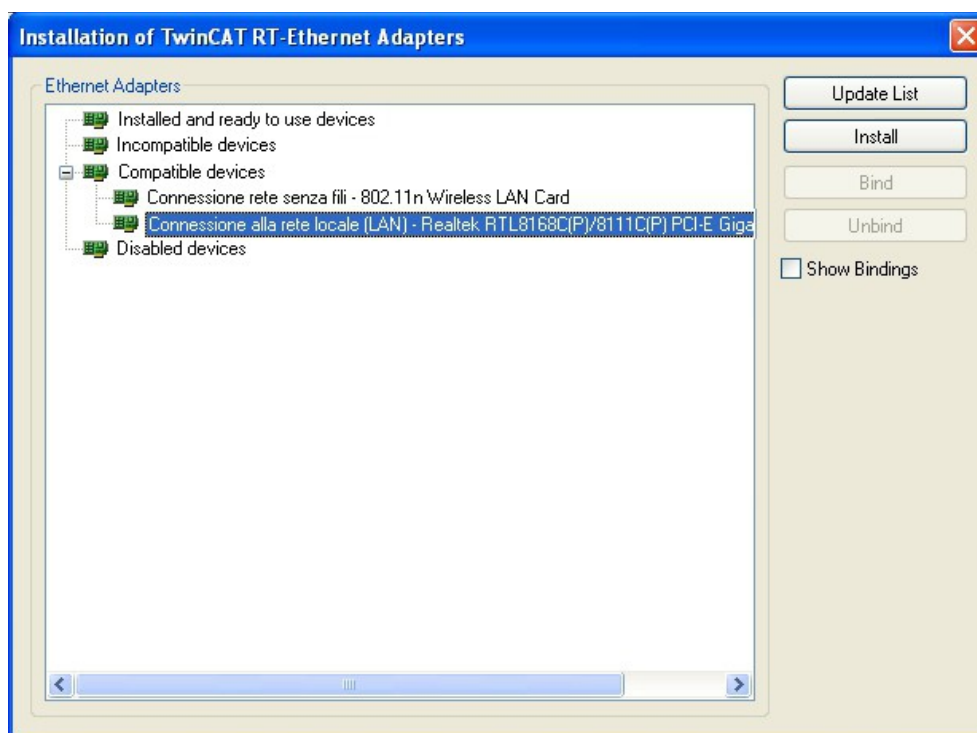 Installation of TwinCAT RT-Ethernet Adapters
Ethernet Adapters
Installed and ready to use devices
Incompatible devices
Compatible devices
Connessione rete senza fili - 802.11n Wireless LAN Card
Connessione alla rete locale (LAN) - Realtek RTL8168C(P)/8111C(P) PCI-E Giga
Disabled devices
Update List
Install
Bind
Unbind
Show Bindings